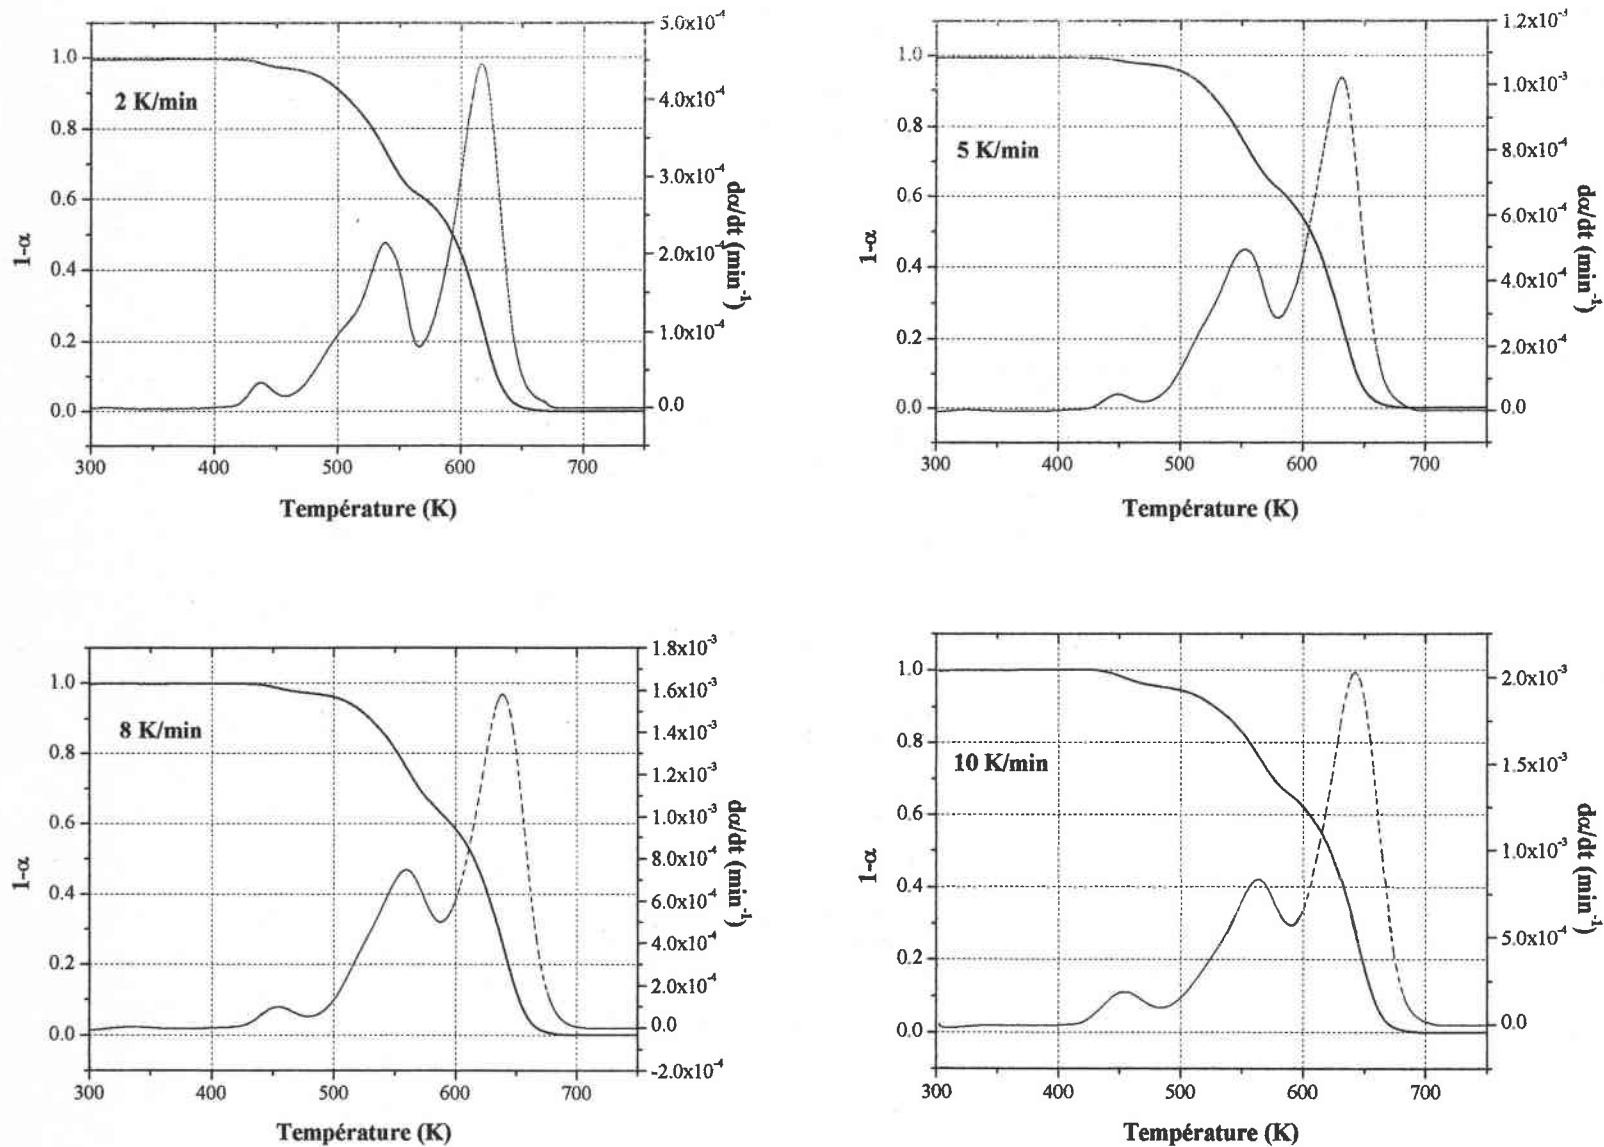 5.0x10⁻⁴
1.0
2 K/min
4.0x10⁻⁴
0.8
3.0x10⁻⁴
0.6
1-α
dα/dt (min⁻¹)
2.0x10⁻⁴
0.4
1.0x10⁻⁴
0.2
0.0
0.0
300 400 500 600 700
Température (K)
1.2x10⁻³
1.0
1.0x10⁻³
5 K/min
0.8
8.0x10⁻⁴
0.6
6.0x10⁻⁴
1-α
dα/dt (min⁻¹)
0.4
4.0x10⁻⁴
0.2
2.0x10⁻⁴
0.0
0.0
300 400 500 600 700
Température (K)
1.8x10⁻³
1.0
1.6x10⁻³
8 K/min
1.4x10⁻³
0.8
1.2x10⁻³
0.6
1.0x10⁻³
1-α
dα/dt (min⁻¹)
8.0x10⁻⁴
0.4
6.0x10⁻⁴
4.0x10⁻⁴
0.2
2.0x10⁻⁴
0.0
0.0
-2.0x10⁻⁴
300 400 500 600 700
Température (K)
1.0
2.0x10⁻³
10 K/min
0.8
1.5x10⁻³
0.6
1-α
dα/dt (min⁻¹)
1.0x10⁻³
0.4
5.0x10⁻⁴
0.2
0.0
0.0
300 400 500 600 700
Température (K)